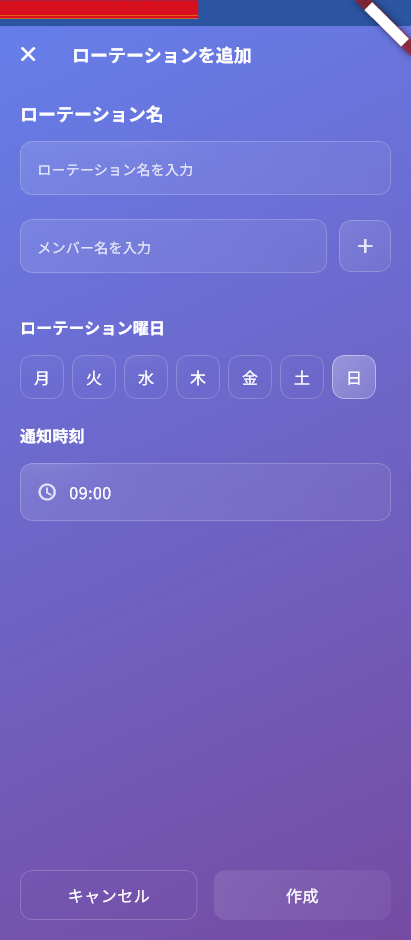 ローテーションを追加
ローテーション名
ローテーション名を入力
メンバー名を入力
ローテーション曜日
月 火 水 木 金 土 日
通知時刻
09:00
キャンセル 作成